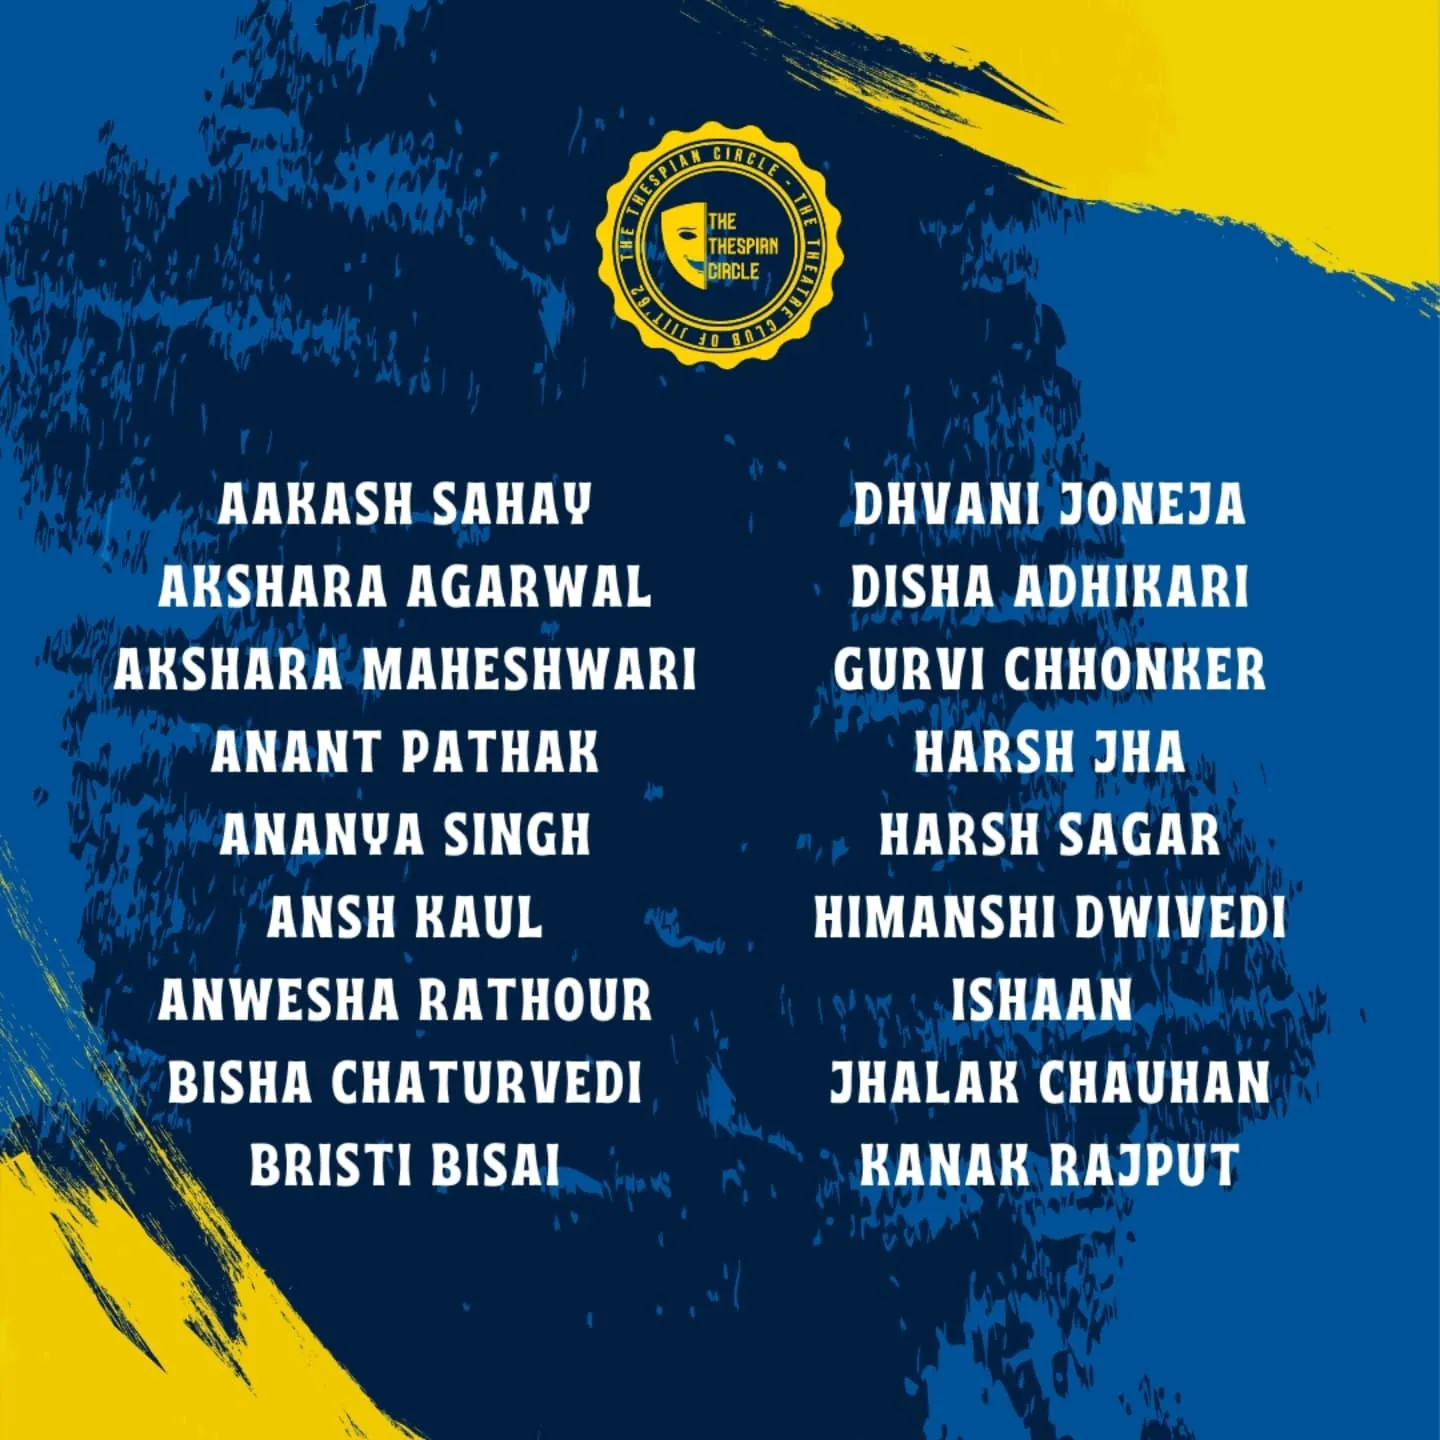 THE THESPIAN CIRCLE - THE THEATRE CLUB OF JIIT'62
THE
THESPIAN
CIRCLE
AAKASH SAHAY
AKSHARA AGARWAL
AKSHARA MAHESHWARI
ANANT PATHAK
ANANYA SINGH
ANSH KAUL
ANWESHA RATHOUR
BISHA CHATURVEDI
BRISTI BISAI
DHVANI JONEJA
DISHA ADHIKARI
GURVI CHHONKER
HARSH JHA
HARSH SAGAR
HIMANSHI DWIVEDI
ISHAAN
JHALAK CHAUHAN
KANAK RAJPUT